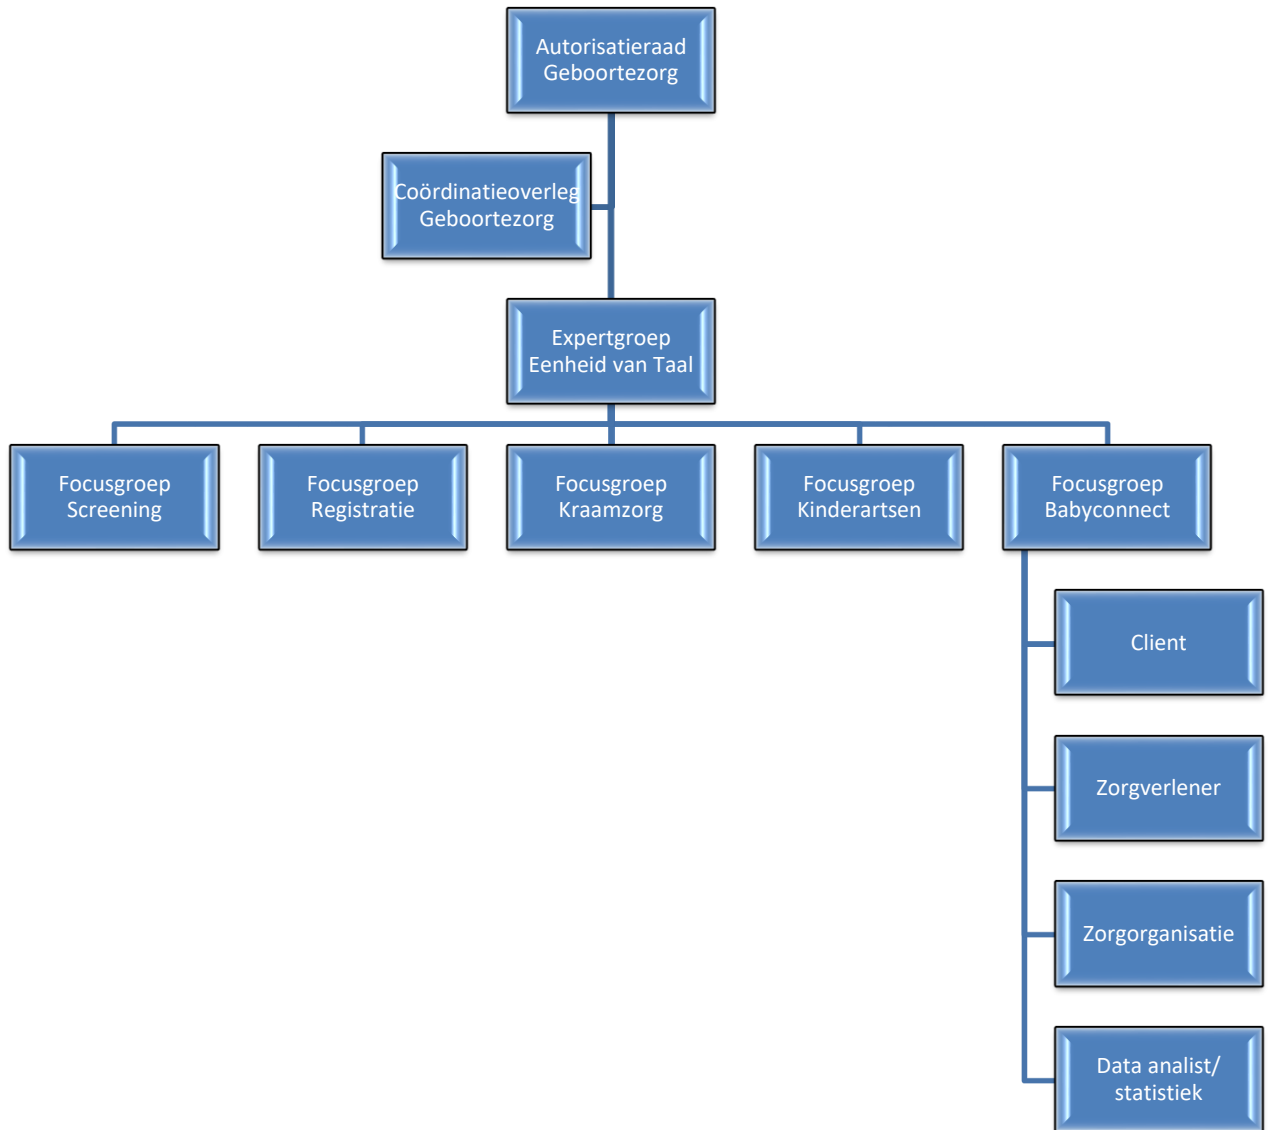 Autorisatieraad
Geboortezorg
Coördinatieoverleg
Geboortezorg
Expertgroep
Eenheid van Taal
Focusgroep
Screening
Focusgroep
Registratie
Focusgroep
Kraamzorg
Focusgroep
Kinderartsen
Focusgroep
Babyconnect
Client
Zorgverlener
Zorgorganisatie
Data analist/
statistiek